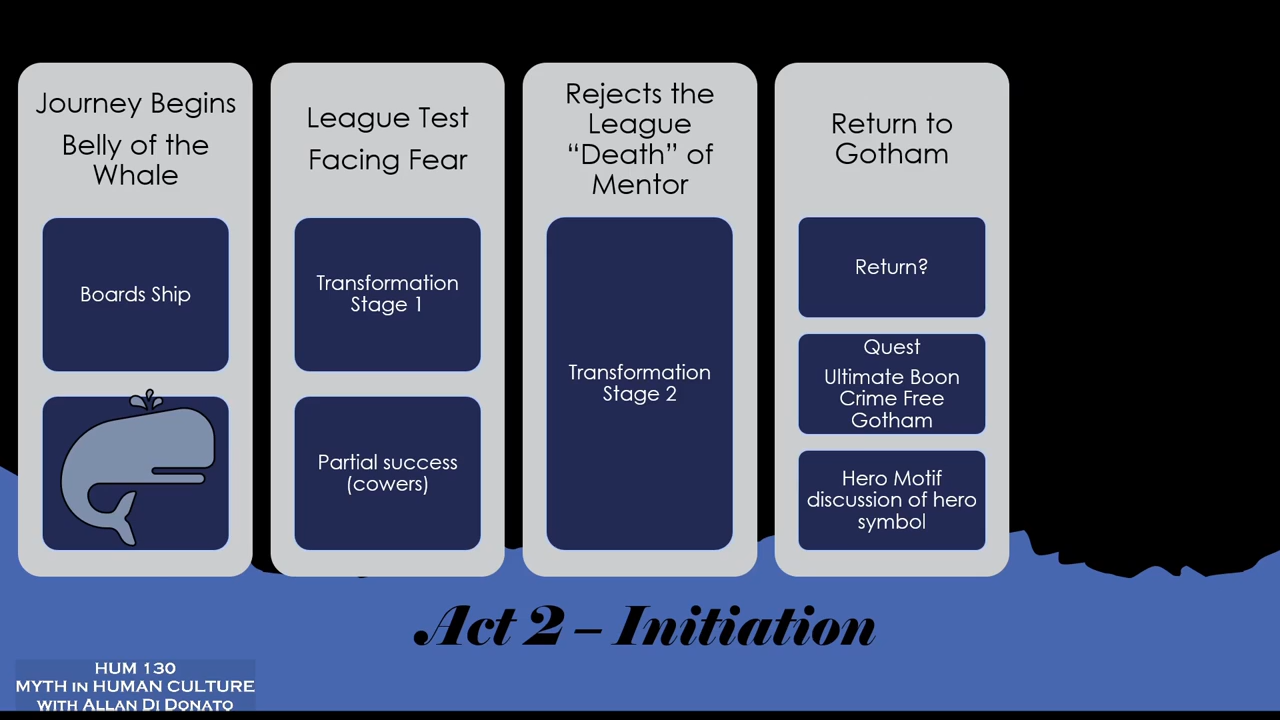 Journey Begins
Belly of the
Whale
Boards Ship
League Test
Facing Fear
Transformation
Stage 1
Partial success
(cowers)
Rejects the
League
“Death” of
Mentor
Transformation
Stage 2
Return to
Gotham
Return?
Quest
Ultimate Boon
Crime Free
Gotham
Hero Motif
discussion of hero
symbol
Act 2 – Initiation
HUM 130
MYTH IN HUMAN CULTURE
WITH ALLAN DI DONATO